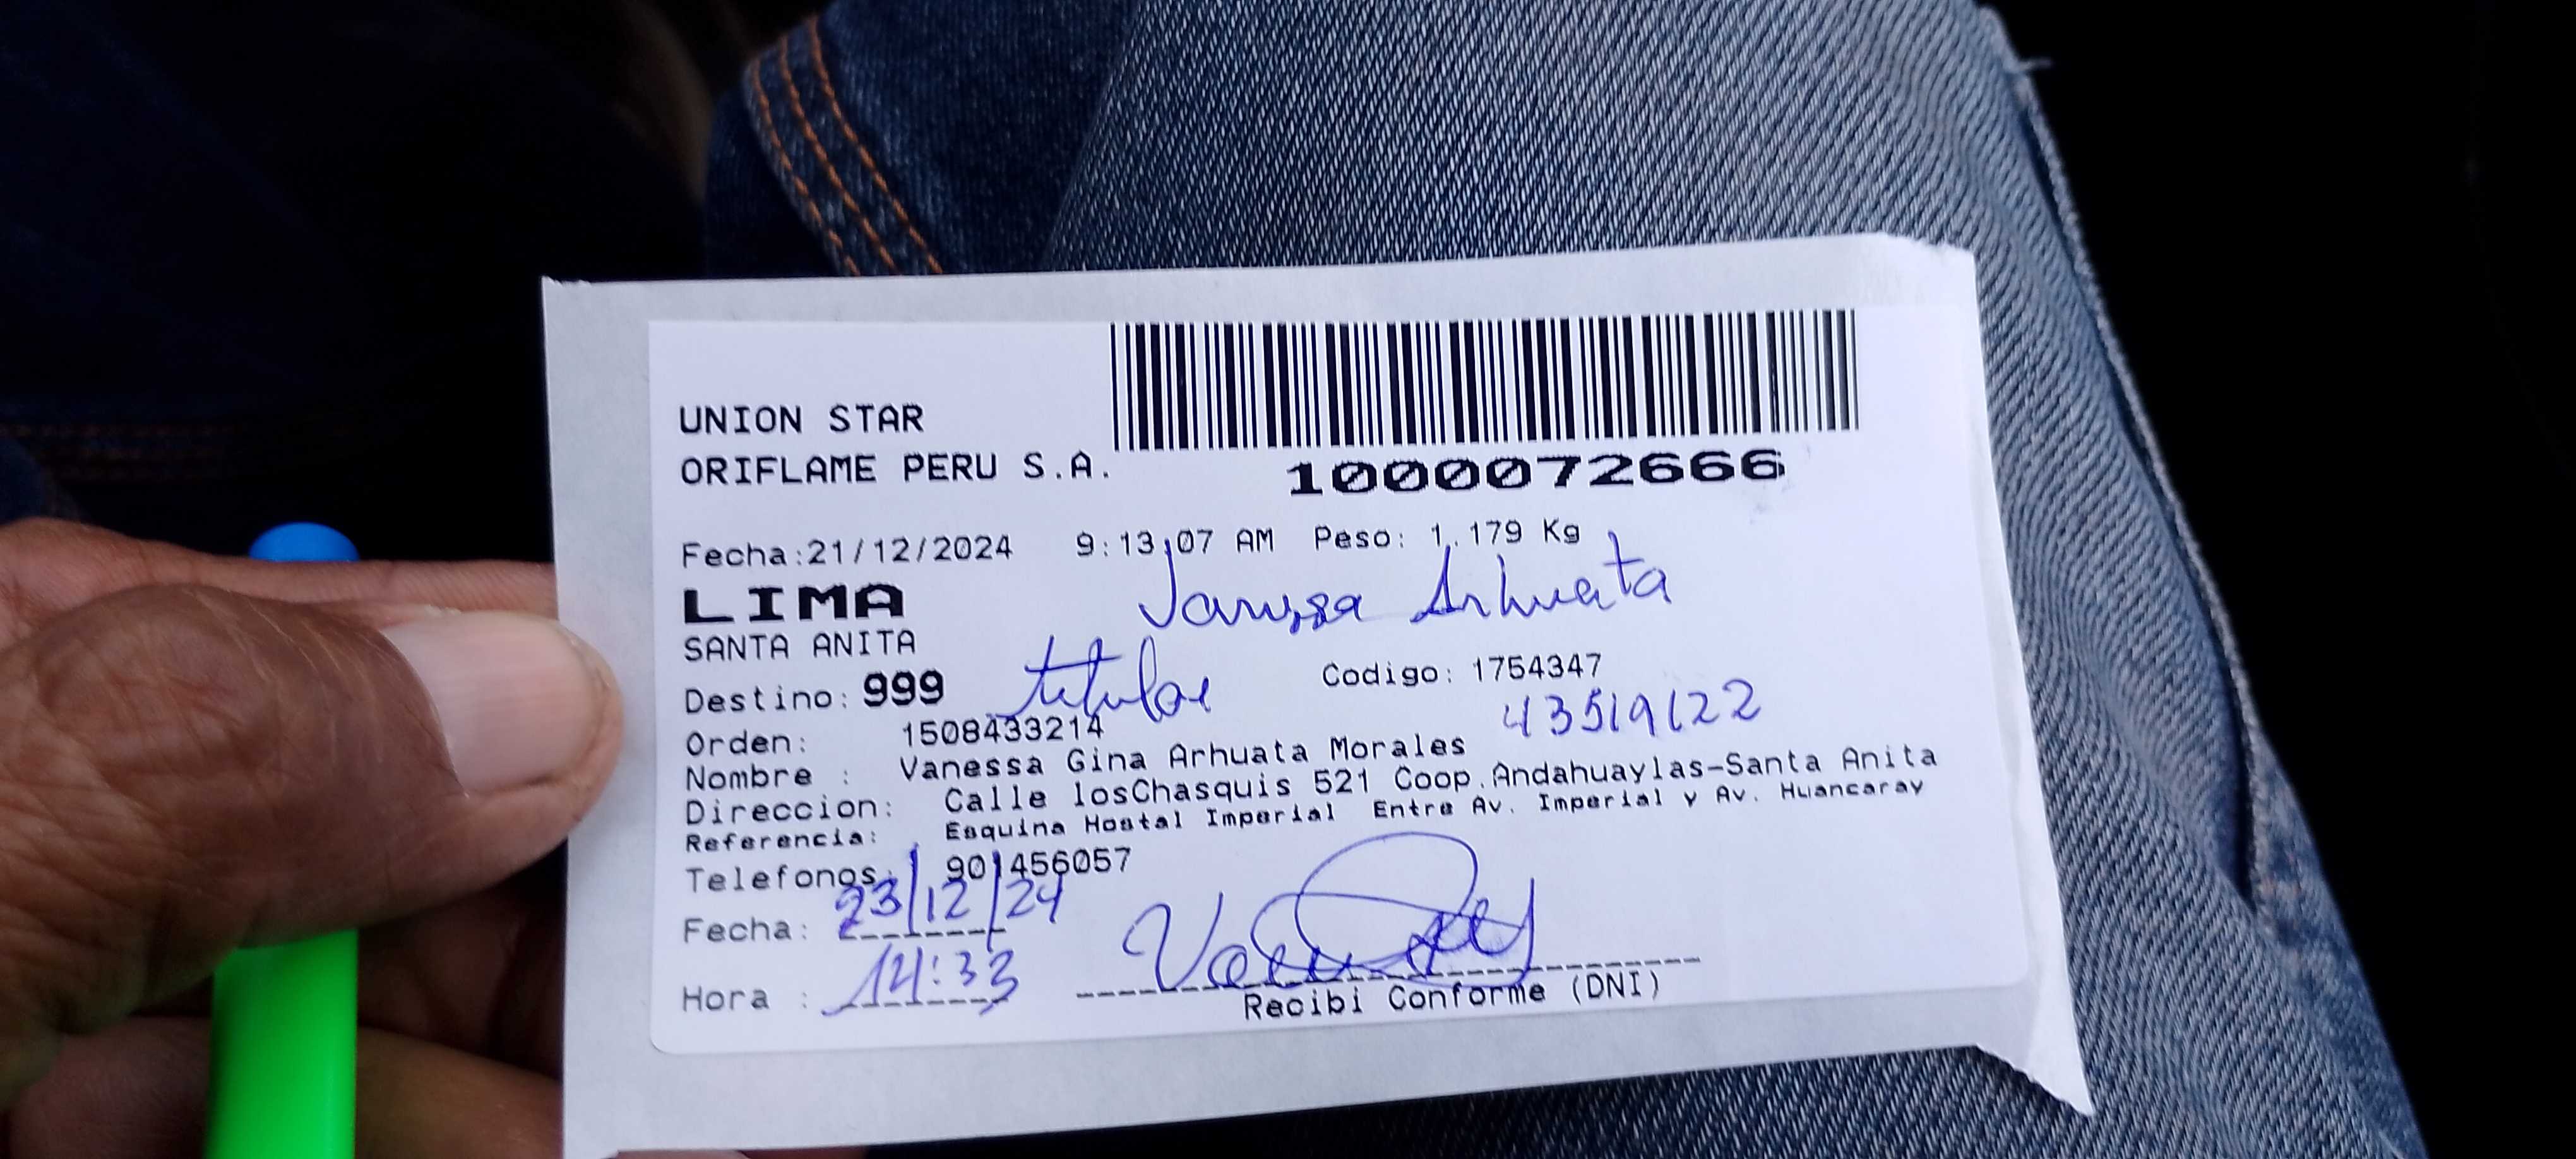 UNION STAR
ORIFLAME PERU S.A.
1000072666
Fecha:21/12/2024 9:13:07 AM Peso: 1.179 Kg
LIMA
Arhuata
SANTA ANITA
Destino: 999 titular Codigo: 1754347
43519122
Orden: 1508433214
Nombre : Vanessa Gina Arhuata Morales
Direccion: Calle losChasquis 521 Coop.Andahuaylas-Santa Anita
Referencia: Esquina Hostal Imperial Entre Av. Imperial y Av. Huancaray
Telefonos: 901456057
Fecha: 23/12/24
Hora : 14:33
Recibi Conforme (DNI)